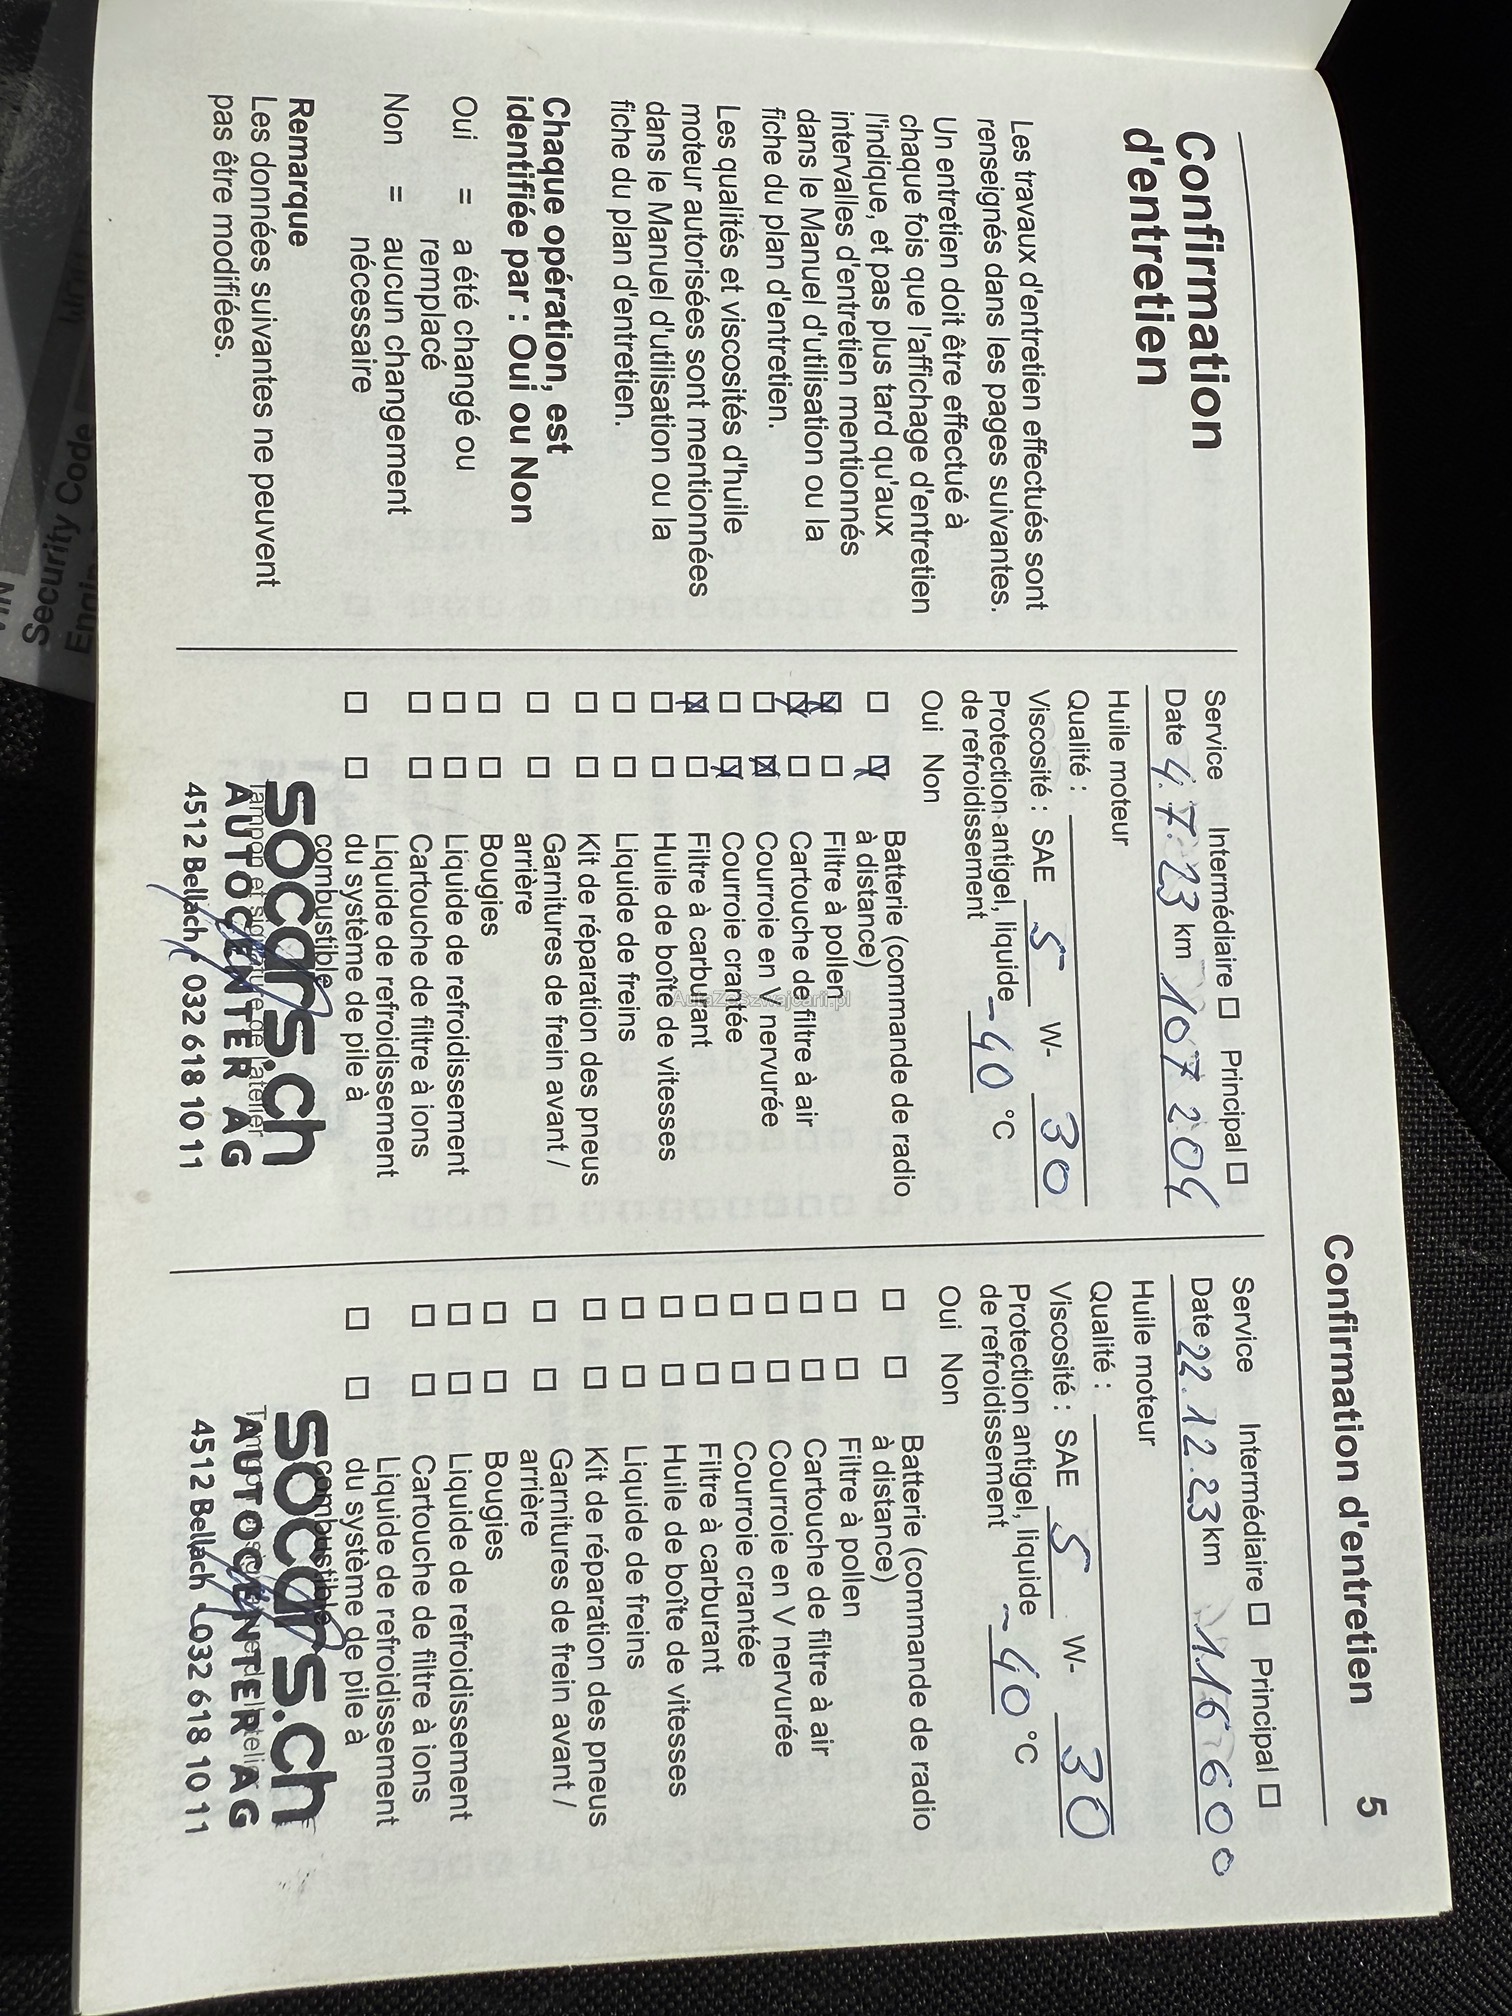 Confirmation d'entretien 5
Confirmation
d'entretien
Les travaux d'entretien effectués sont
renseignés dans les pages suivantes.
Un entretien doit être effectué à
chaque fois que l'affichage d'entretien
l'indique, et pas plus tard qu'aux
intervalles d'entretien mentionnés
dans le Manuel d'utilisation ou la
fiche du plan d'entretien.
Les qualités et viscosités d'huile
moteur autorisées sont mentionnées
dans le Manuel d'utilisation ou la
fiche du plan d'entretien.
Chaque opération, est
identifiée par : Oui ou Non
Oui = a été changé ou
remplacé
Non = aucun changement
nécessaire
Remarque
Les données suivantes ne peuvent
pas être modifiées.
Service Intermédiaire □ Principal □
Date 4.7.23 km 107 204
Huile moteur
Qualité :
Viscosité : SAE 5 W- 30
Protection antigel, liquide
de refroidissement -40 °C
Oui Non
Batterie (commande de radio
à distance)
Filtre à pollen
Cartouche de filtre à air
Courroie en V nervurée
Courroie crantée
Filtre à carburant
Huile de boîte de vitesses
Liquide de freins
Kit de réparation des pneus
Garnitures de frein avant /
arrière
Bougies
Liquide de refroidissement
Cartouche de filtre à ions
Liquide de refroidissement
du système de pile à
combustible
Tampon et signature de l'atelier
socars.ch
AUTOCENTER AG
4512 Bellach 032 618 10 11
Service Intermédiaire □ Principal □
Date 22.12.23 km 116 600
Huile moteur
Qualité :
Viscosité : SAE 5 W- 30
Protection antigel, liquide
de refroidissement -40 °C
Oui Non
Batterie (commande de radio
à distance)
Filtre à pollen
Cartouche de filtre à air
Courroie en V nervurée
Courroie crantée
Filtre à carburant
Huile de boîte de vitesses
Liquide de freins
Kit de réparation des pneus
Garnitures de frein avant /
arrière
Bougies
Liquide de refroidissement
Cartouche de filtre à ions
Liquide de refroidissement
du système de pile à
combustible
socars.ch
AUTOCENTER AG
4512 Bellach 032 618 10 11
AutaZeSzwajcarii.pl
Security Code